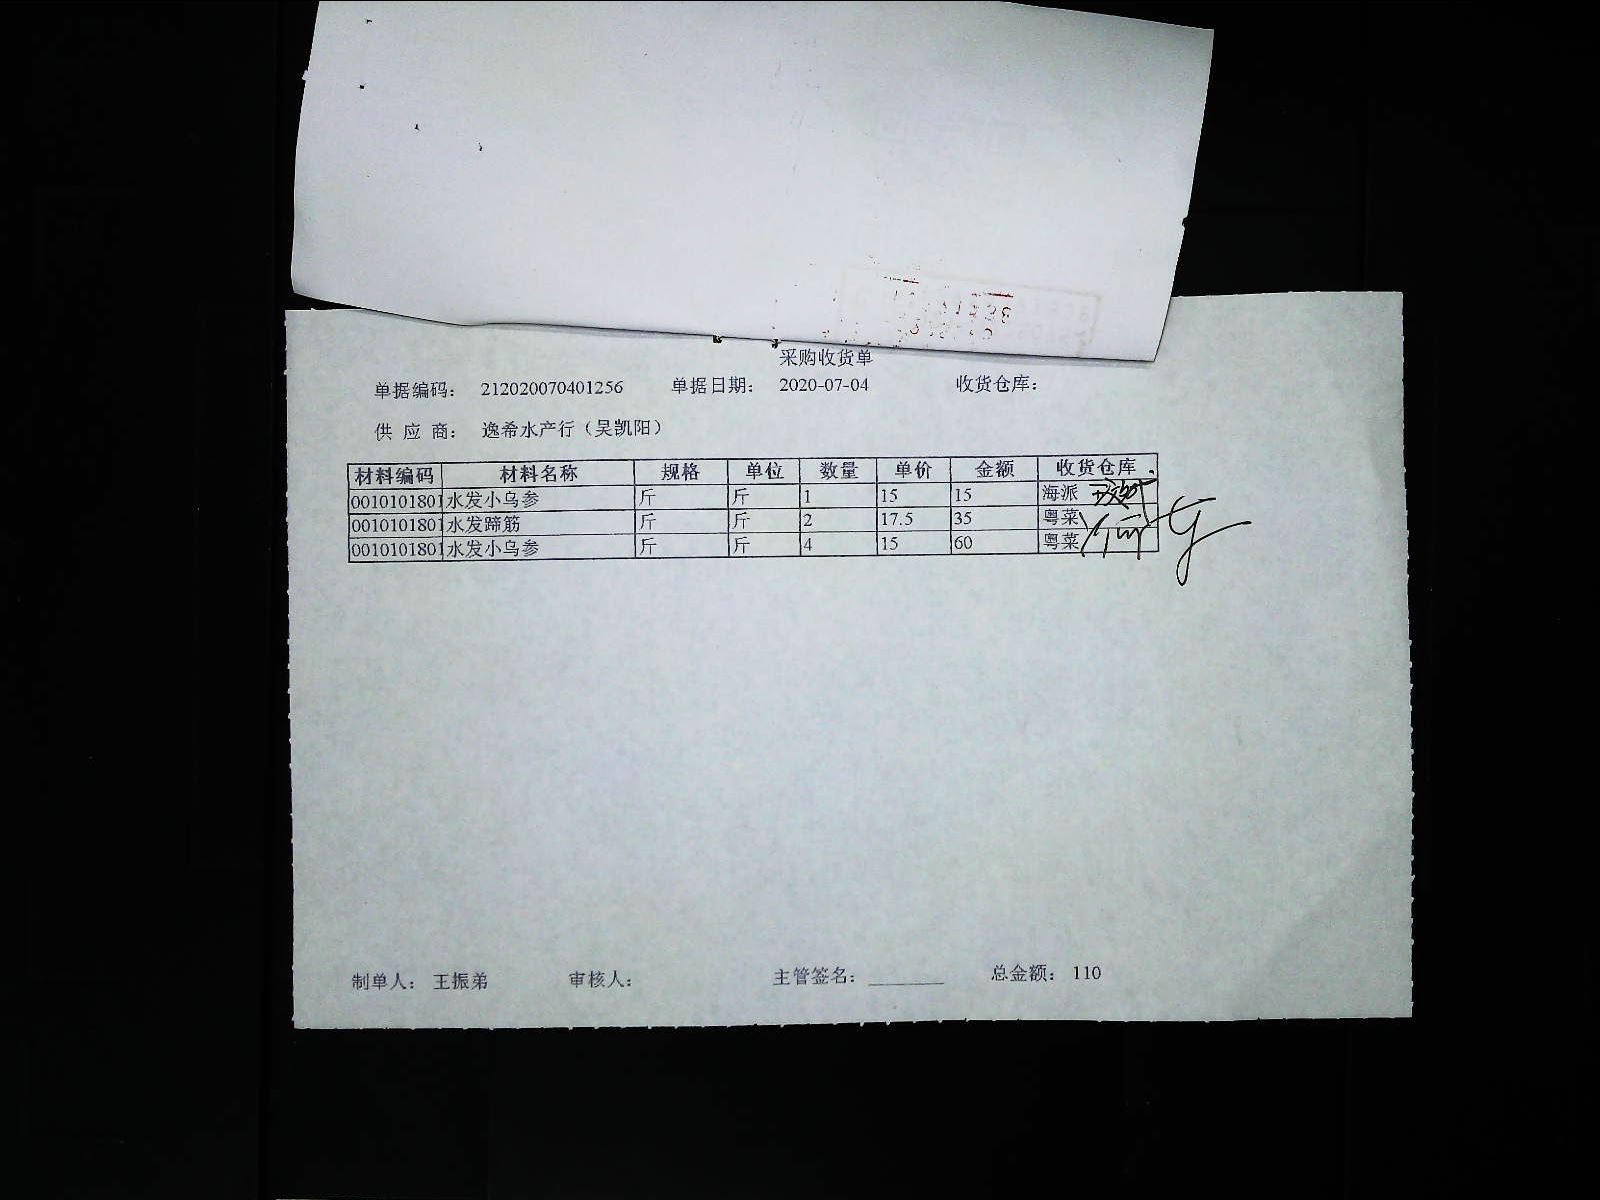 采购收货单
单据编码: 212020070401256 单据日期: 2020-07-04 收货仓库:
供 应 商: 逸希水产行（吴凯阳）
材料编码 材料名称 规格 单位 数量 单价 金额 收货仓库
0010101801 水发小乌参 斤 斤 1 15 15 海派
0010101801 水发蹄筋 斤 斤 2 17.5 35 粤菜
0010101801 水发小乌参 斤 斤 4 15 60 粤菜
制单人: 王振弟 审核人: 主管签名: ________ 总金额: 110